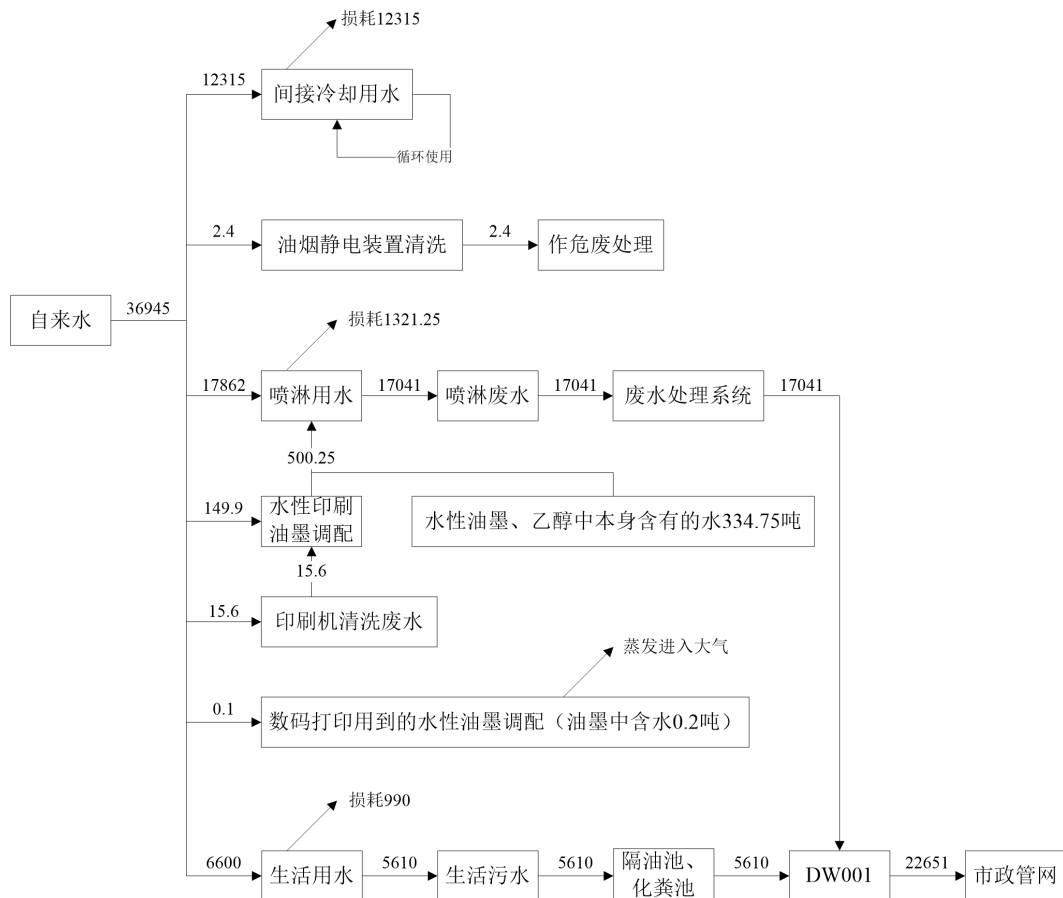 损耗12315
12315
间接冷却用水
循环使用
2.4
油烟静电装置清洗
2.4
作危废处理
自来水
36945
损耗1321.25
17862
喷淋用水
17041
喷淋废水
17041
废水处理系统
17041
500.25
149.9
水性印刷
油墨调配
水性油墨、乙醇中本身含有的水334.75吨
15.6
15.6
印刷机清洗废水
蒸发进入大气
0.1
数码打印用到的水性油墨调配（油墨中含水0.2吨）
损耗990
6600
生活用水
5610
生活污水
5610
隔油池、
化粪池
5610
DW001
22651
市政管网